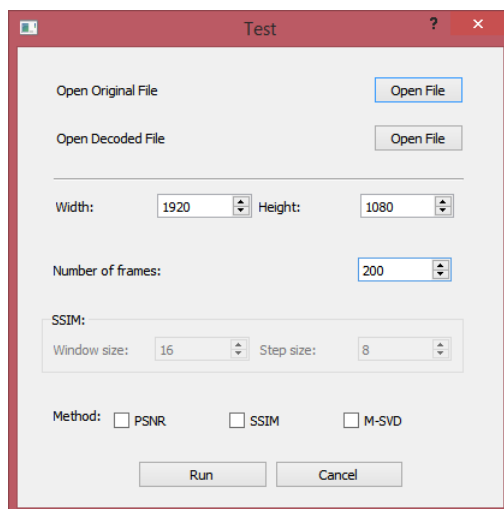 Test ? ×
Open Original File Open File
Open Decoded File Open File
Width: 1920 Height: 1080
Number of frames: 200
SSIM:
Window size: 16 Step size: 8
Method: PSNR SSIM M-SVD
Run Cancel